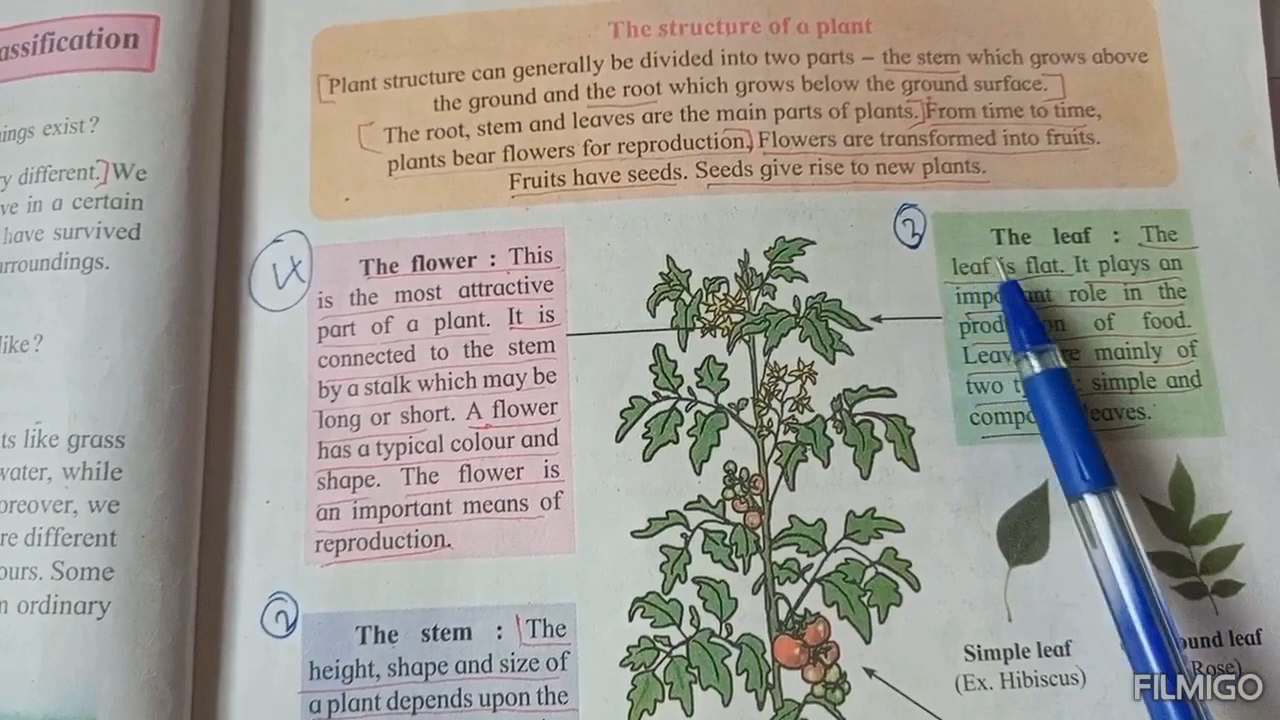 assification
ings exist?
y different. We
ve in a certain
have survived
rroundings.
like?
ts like grass
water, while
oreover, we
re different
ours. Some
n ordinary
The structure of a plant
Plant structure can generally be divided into two parts – the stem which grows above
the ground and the root which grows below the ground surface.
The root, stem and leaves are the main parts of plants. From time to time,
plants bear flowers for reproduction. Flowers are transformed into fruits.
Fruits have seeds. Seeds give rise to new plants.
The flower : This
is the most attractive
part of a plant. It is
connected to the stem
by a stalk which may be
long or short. A flower
has a typical colour and
shape. The flower is
an important means of
reproduction.
The stem : The
height, shape and size of
a plant depends upon the
The leaf : The
leaf is flat. It plays an
role in the
of food.
mainly of
two simple and
eaves.
Simple leaf
(Ex. Hibiscus)
ound leaf
Rose)
FILMIGO